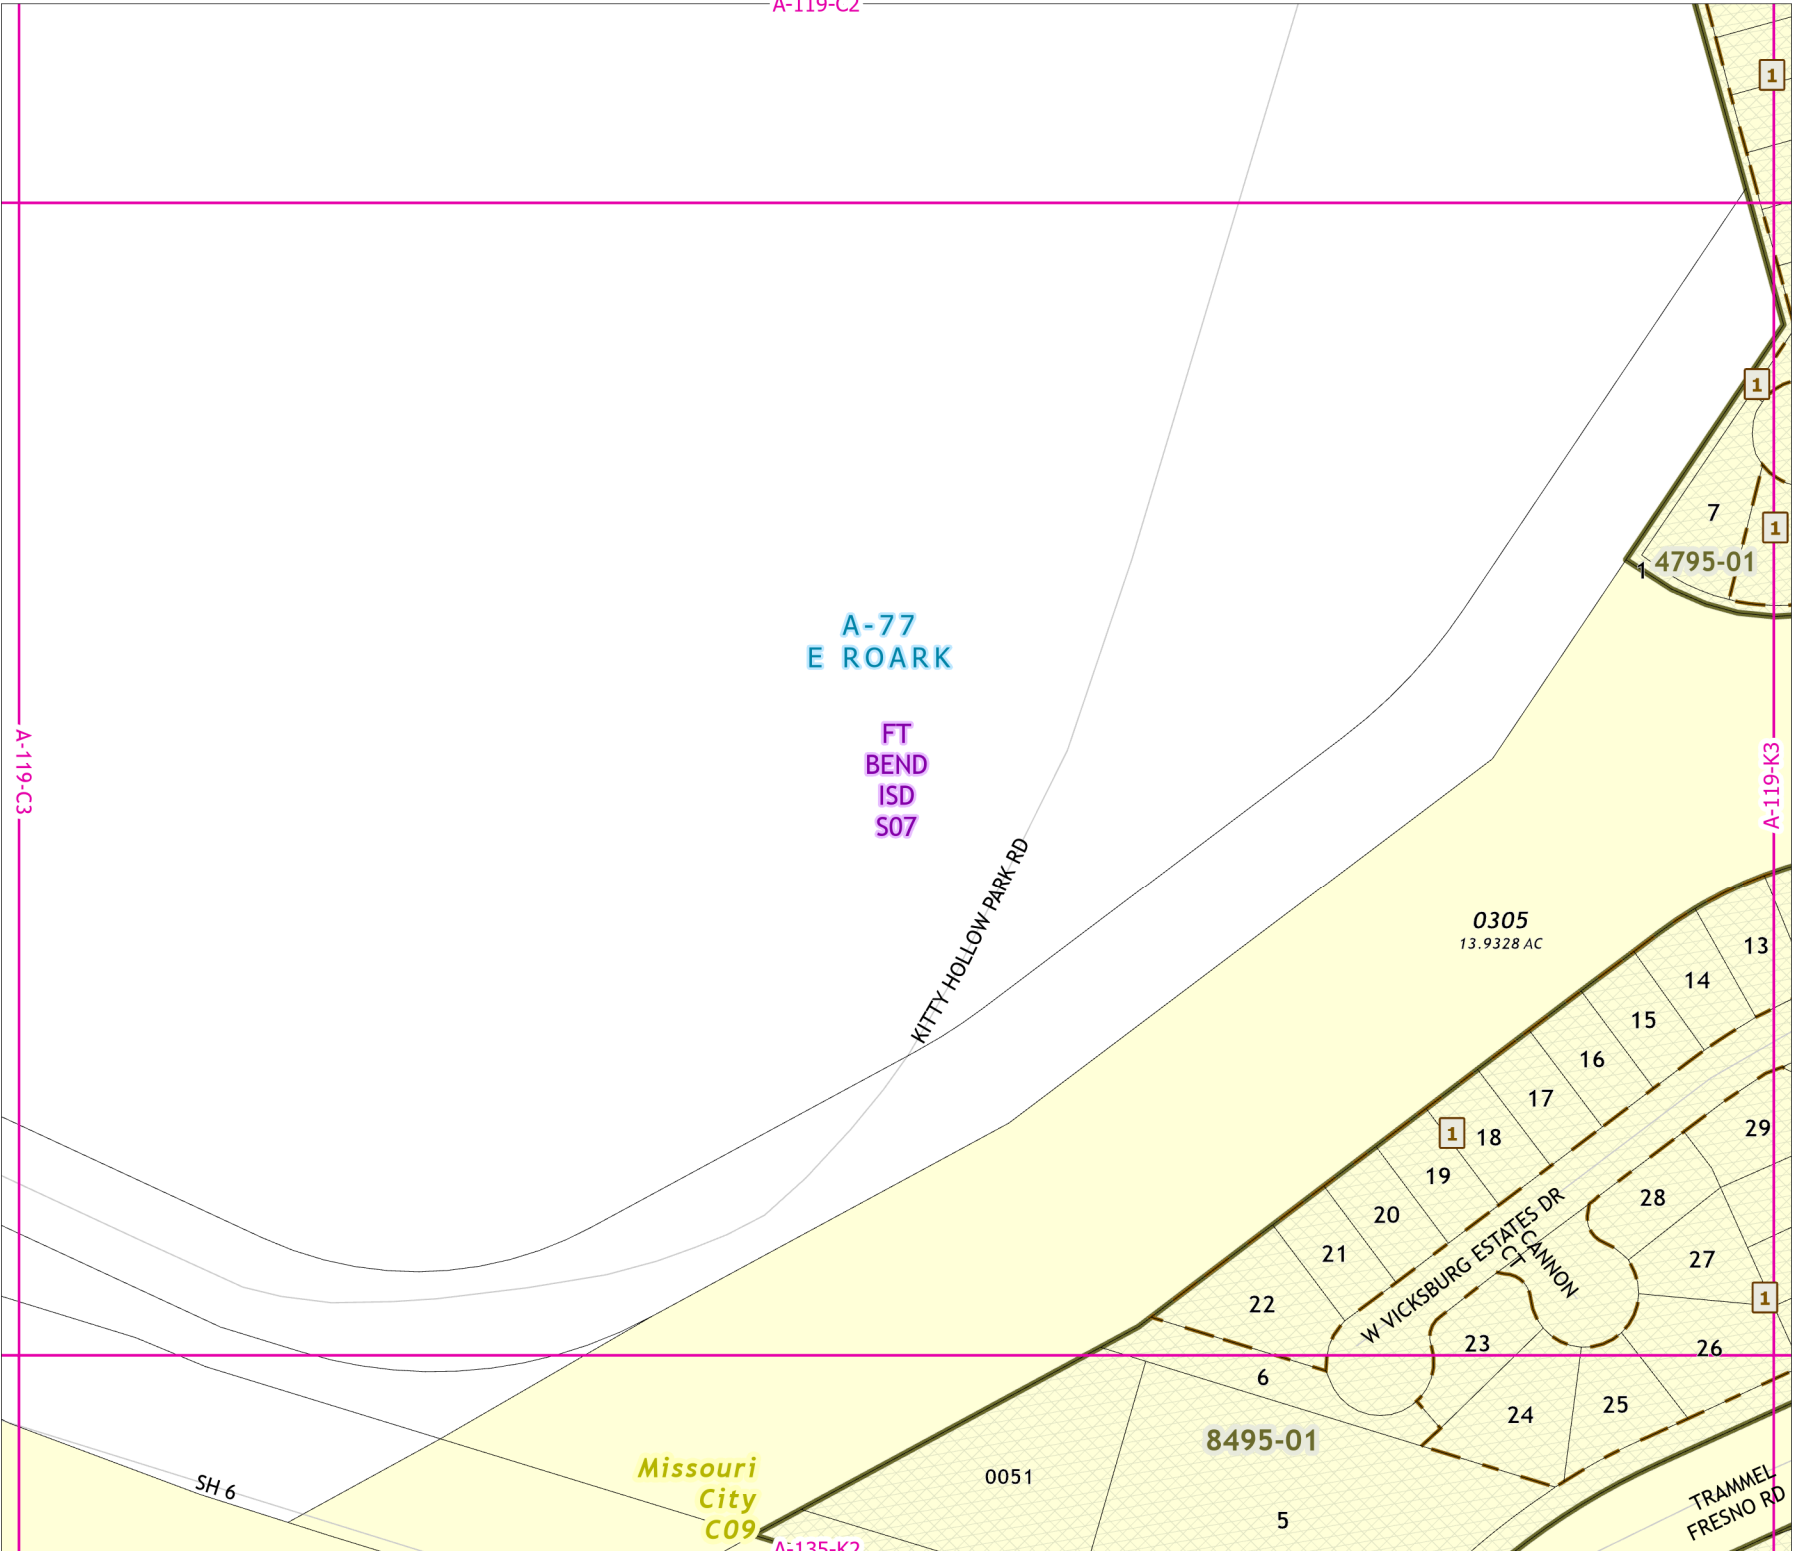 A-119-C2
1
1
7
1
4795-01
1
A-77
E ROARK
FT
BEND
ISD
S07
A-119-C3
A-119-K3
KITTY HOLLOW PARK RD
0305
13.9328 AC
13
14
15
16
17
1
18
19
20
21
22
29
28
27
1
26
W VICKSBURG ESTATES DR
CANNON
CT
23
6
24
25
8495-01
0051
5
Missouri
City
C09
SH 6
TRAMMEL
FRESNO RD
A-135-K2